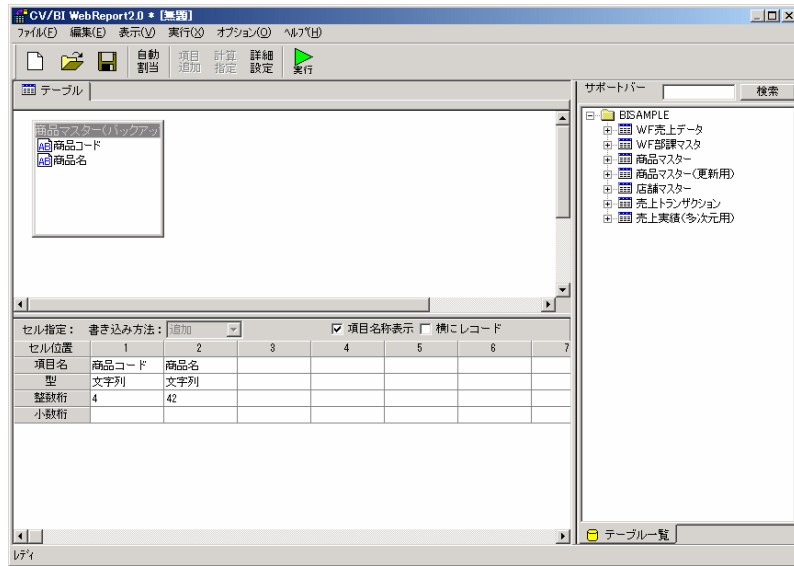 CV/BI WebReport2.0 * [無題]
ファイル(F) 編集(E) 表示(V) 実行(X) オプション(O) ヘルプ(H)
自動割当 項目追加 計算指定 詳細設定 実行
テーブル
サポートバー 検索
商品マスター(バックアッ
AB 商品コード
AB 商品名
BISAMPLE
WF売上データ
WF部課マスタ
商品マスター
商品マスター(更新用)
店舗マスター
売上トランザクション
売上実績(多次元用)
セル指定： 書き込み方法： 追加 項目名称表示 横にレコード
セル位置 1 2 3 4 5 6 7
項目名 商品コード 商品名
型 文字列 文字列
整数桁 4 42
小数桁
テーブル一覧
レディ